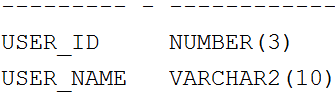 --------- - ------------
USER_ID NUMBER(3)
USER_NAME VARCHAR2(10)